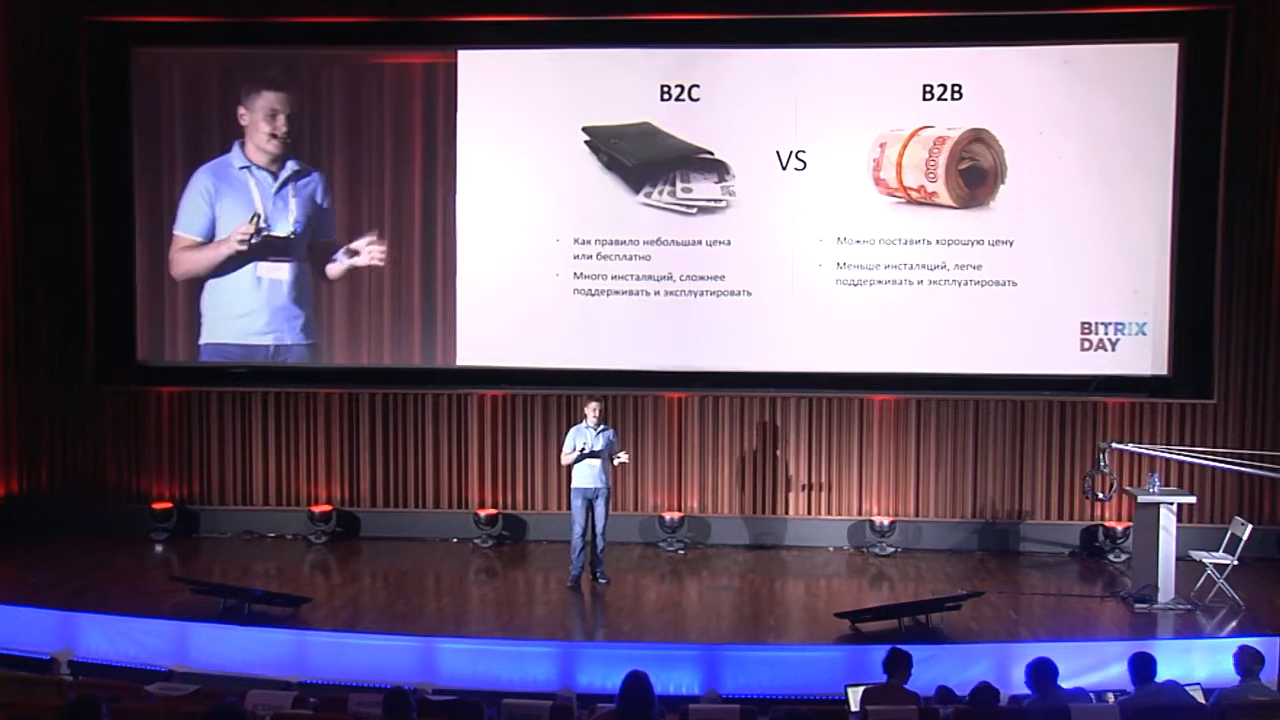 B2C
B2B
VS
Как правило небольшая цена
или бесплатно
Много инсталяций, сложнее
поддерживать и эксплуатировать
Можно поставить хорошую цену
Меньше инсталяций, легче
поддерживать и эксплуатировать
BITRIX
DAY